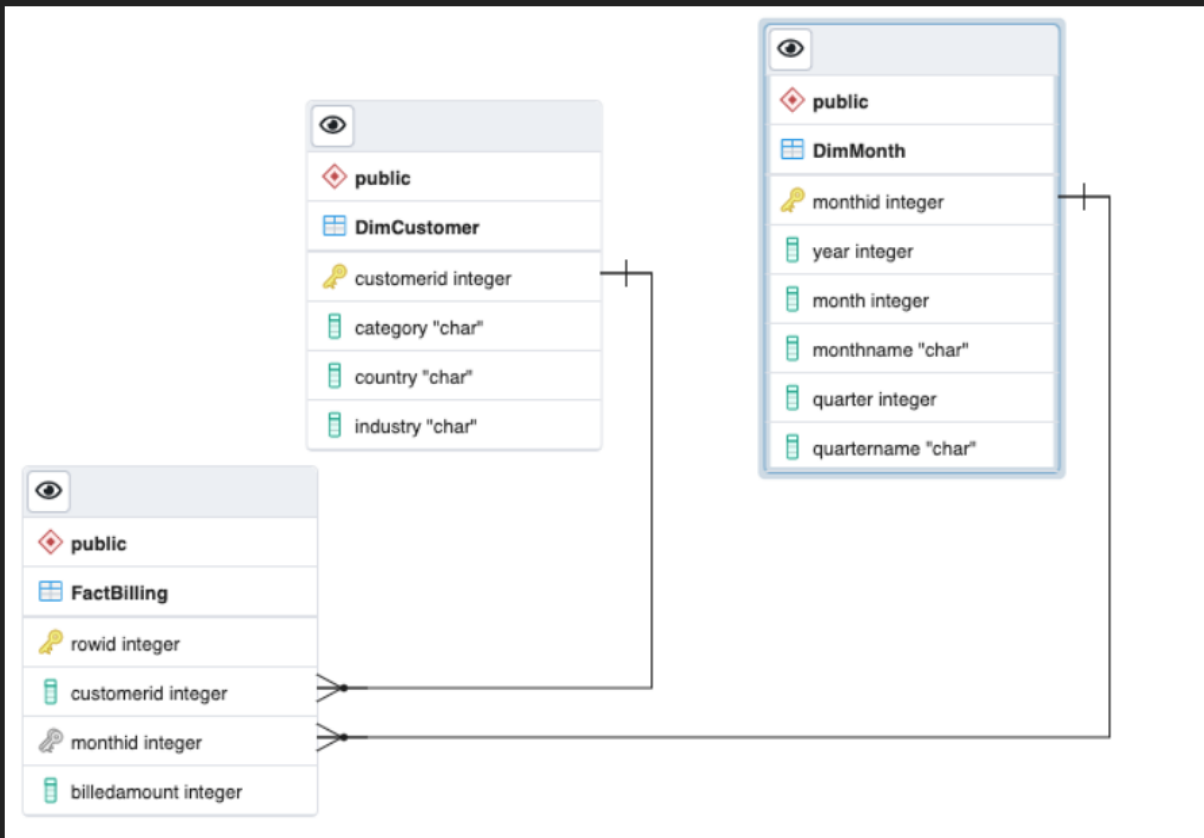 public
DimCustomer
customerid integer
category "char"
country "char"
industry "char"
public
DimMonth
monthid integer
year integer
month integer
monthname "char"
quarter integer
quartername "char"
public
FactBilling
rowid integer
customerid integer
monthid integer
billedamount integer